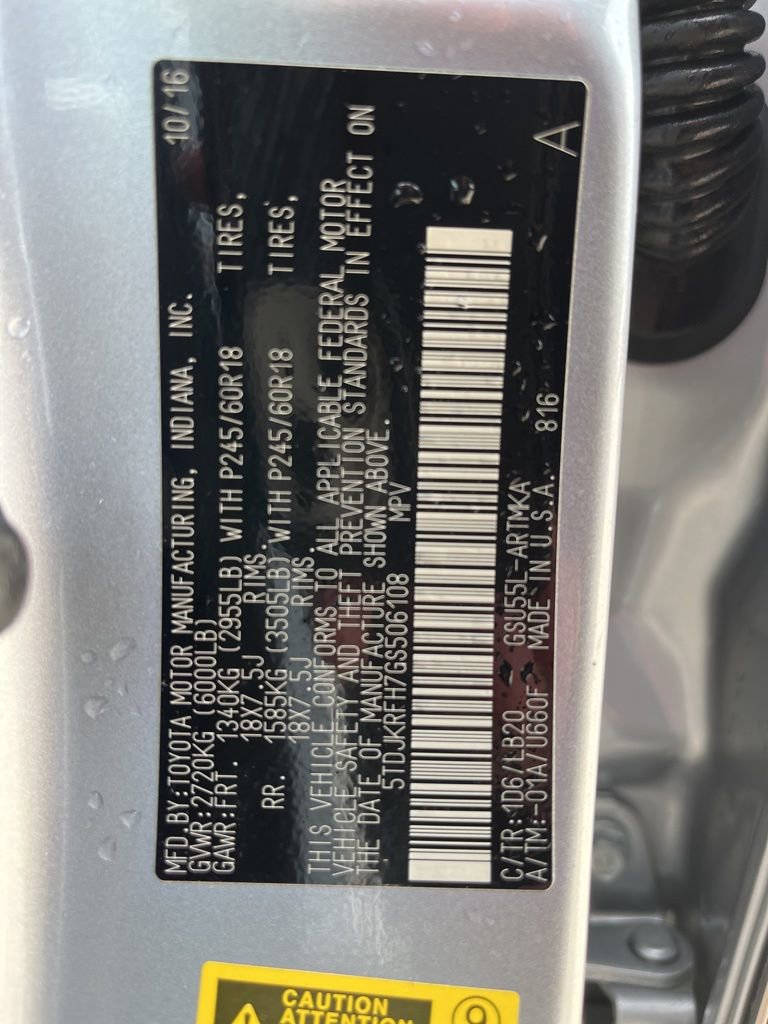 MFD.BY:TOYOTA MOTOR MANUFACTURING, INDIANA, INC. 10/16
GVWR:2720KG (6000LB)
GAWR:FRT. 1340KG (2955LB) WITH P245/60R18 TIRES,
18X7.5J RIMS.
RR. 1585KG (3505LB) WITH P245/60R18 TIRES,
18X7.5J RIMS.
THIS VEHICLE CONFORMS TO ALL APPLICABLE FEDERAL MOTOR
VEHICLE SAFETY AND THEFT PREVENTION STANDARDS IN EFFECT ON
THE DATE OF MANUFACTURE SHOWN ABOVE.
5TDJKRFH7GS506108 MPV
C/TR:1D6/LB20 GSU55L-ARTMKA
A/TM:-0MA/U660F MADE IN U.S.A. 816 A
CAUTION
ATTENTION